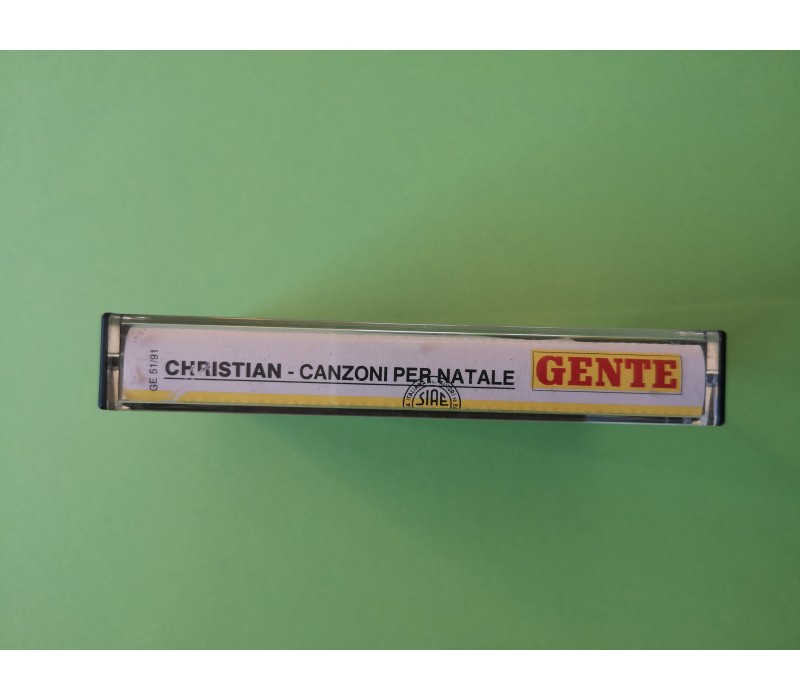 GE 51/91
CHRISTIAN - CANZONI PER NATALE
GENTE
SIAE